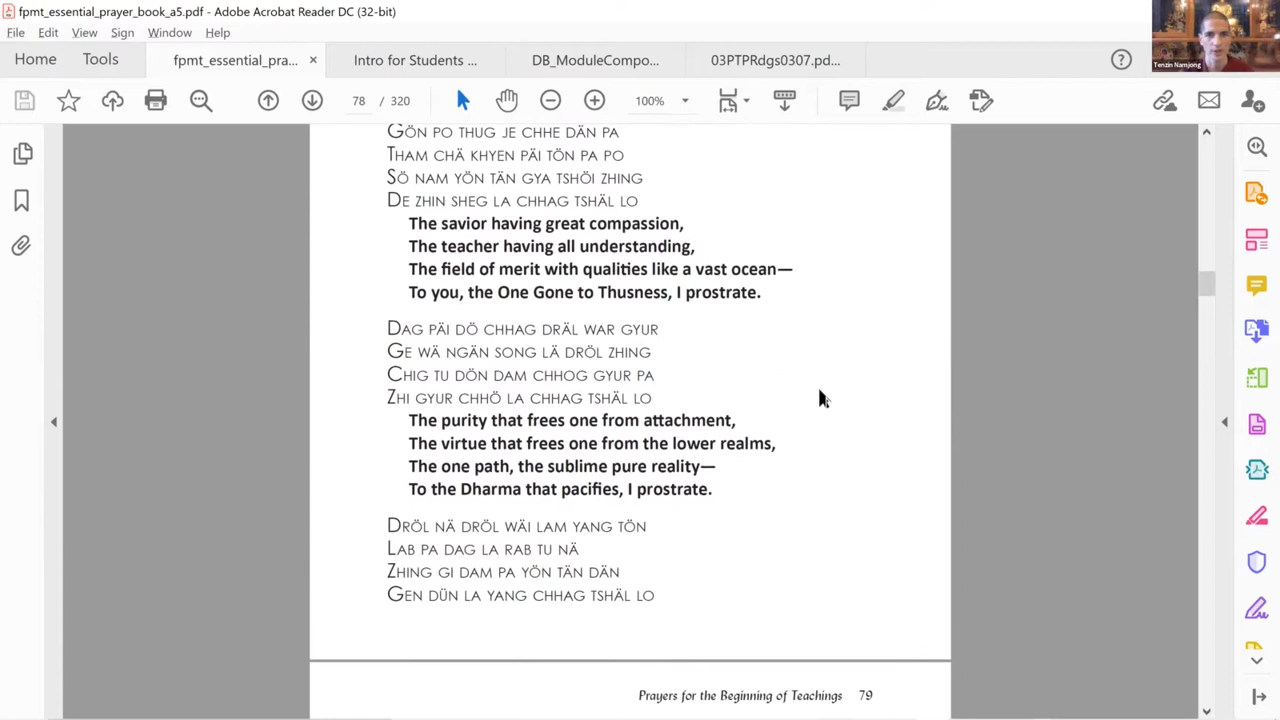 fpmt_essential_prayer_book_a5.pdf - Adobe Acrobat Reader DC (32-bit)
File Edit View Sign Window Help
Home Tools fpmt_essential_pra... × Intro for Students ... DB_ModuleCompo... 03PTPRdgs0307.pd...
78 / 320 100%
Tenzin Namjong
GÖN PO THUG JE CHHE DÄN PA
THAM CHÄ KHYEN PÄI TÖN PA PO
SÖ NAM YÖN TÄN GYA TSHÖI ZHING
DE ZHIN SHEG LA CHHAG TSHÄL LO
The savior having great compassion,
The teacher having all understanding,
The field of merit with qualities like a vast ocean—
To you, the One Gone to Thusness, I prostrate.
DAG PÄI DÖ CHHAG DRÄL WAR GYUR
GE WÄ NGÄN SONG LÄ DRÖL ZHING
CHIG TU DÖN DAM CHHOG GYUR PA
ZHI GYUR CHHÖ LA CHHAG TSHÄL LO
The purity that frees one from attachment,
The virtue that frees one from the lower realms,
The one path, the sublime pure reality—
To the Dharma that pacifies, I prostrate.
DRÖL NÄ DRÖL WÄI LAM YANG TÖN
LAB PA DAG LA RAB TU NÄ
ZHING GI DAM PA YÖN TÄN DÄN
GEN DÜN LA YANG CHHAG TSHÄL LO
Prayers for the Beginning of Teachings 79